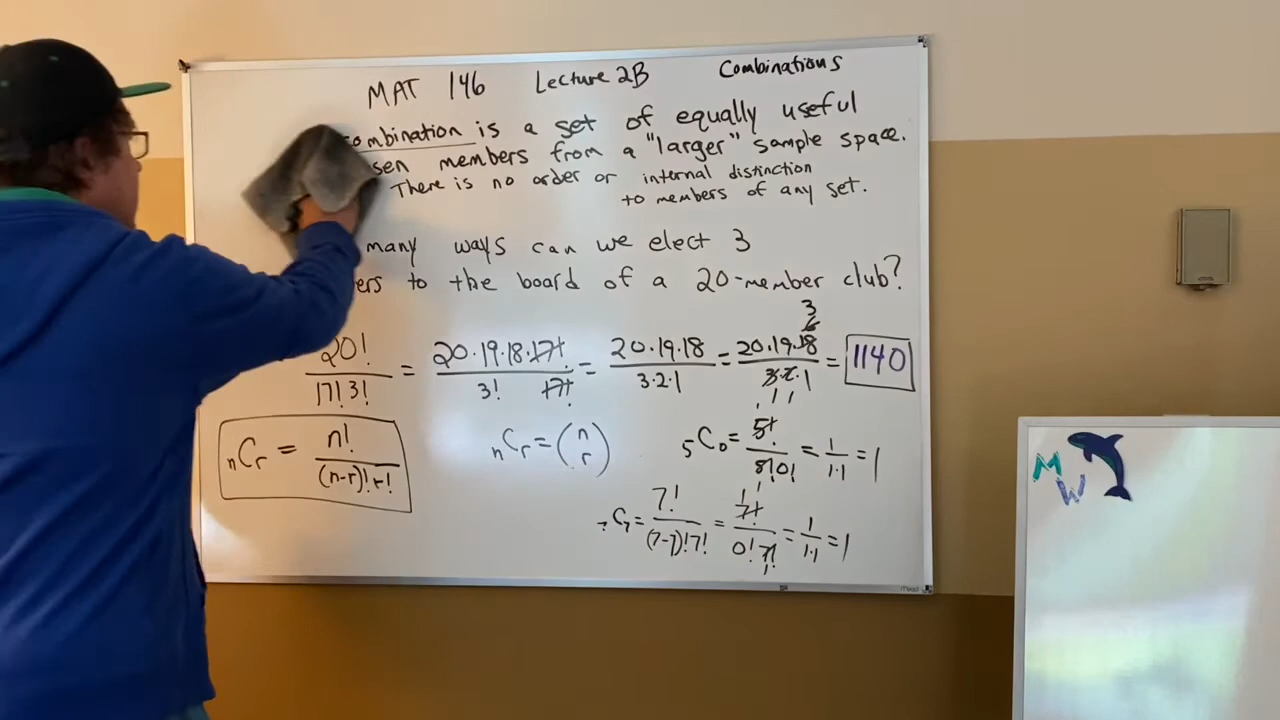 MAT 146 Lecture 2B Combinations
ombination is a set of equally useful
sen members from a "larger" sample space.
There is no order or internal distinction
to members of any set.
many ways can we elect 3
ers to the board of a 20-member club?
20!/17!3! = 20·19·18·17!/3! 17! = 20·19·18/3·2·1 = 20·19·18/3·2·1 = 1140
3
6
1 1
nCr = n!/(n-r)!r!
nCr = (n r)
5C0 = 5!/5!0! = 1/1·1 = 1
7C7 = 7!/(7-7)!7! = 7!/0!7! = 1/1·1 = 1
M
W